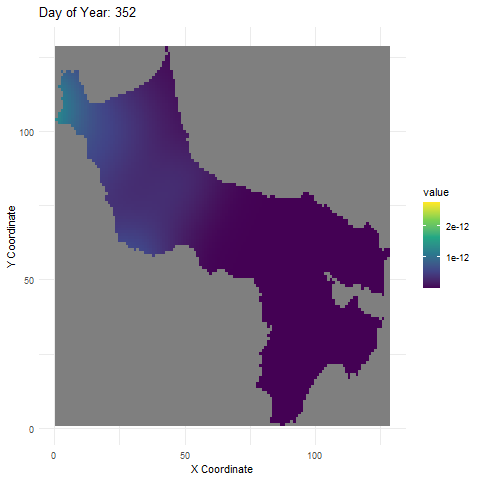 Day of Year: 352
Y Coordinate
100
50
0
0
50
100
X Coordinate
value
2e-12
1e-12